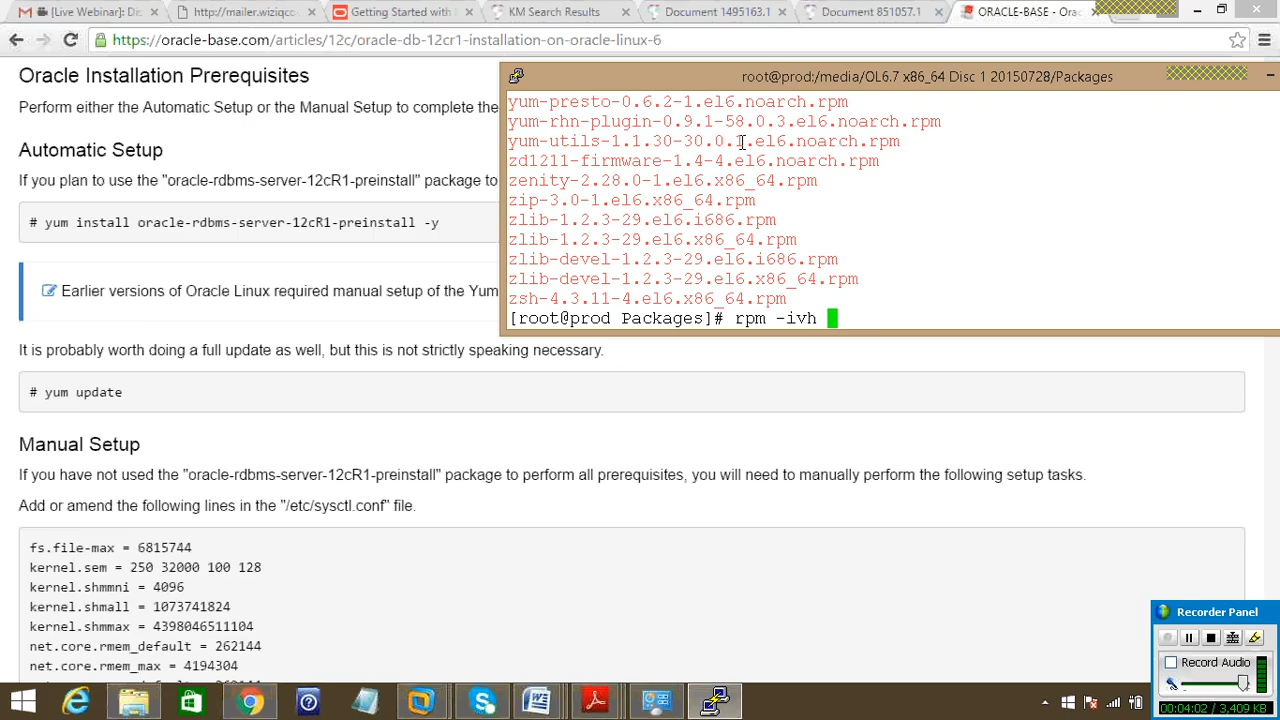 [Live Webinar] D
http://mailer.wiziqco
Getting Started with
KM Search Results
Document 1495163.1
Document 851057.1
ORACLE-BASE - Orac
https://oracle-base.com/articles/12c/oracle-db-12cr1-installation-on-oracle-linux-6
Oracle Installation Prerequisites
Perform either the Automatic Setup or the Manual Setup to complete the
Automatic Setup
If you plan to use the "oracle-rdbms-server-12cR1-preinstall" package to
# yum install oracle-rdbms-server-12cR1-preinstall -y
Earlier versions of Oracle Linux required manual setup of the Yum
It is probably worth doing a full update as well, but this is not strictly speaking necessary.
# yum update
Manual Setup
If you have not used the "oracle-rdbms-server-12cR1-preinstall" package to perform all prerequisites, you will need to manually perform the following setup tasks.
Add or amend the following lines in the "/etc/sysctl.conf" file.
fs.file-max = 6815744
kernel.sem = 250 32000 100 128
kernel.shmmni = 4096
kernel.shmall = 1073741824
kernel.shmmax = 4398046511104
net.core.rmem_default = 262144
net.core.rmem_max = 4194304
root@prod:/media/OL6.7 x86_64 Disc 1 20150728/Packages
yum-presto-0.6.2-1.el6.noarch.rpm
yum-rhn-plugin-0.9.1-58.0.3.el6.noarch.rpm
yum-utils-1.1.30-30.0.1.el6.noarch.rpm
zd1211-firmware-1.4-4.el6.noarch.rpm
zenity-2.28.0-1.el6.x86_64.rpm
zip-3.0-1.el6.x86_64.rpm
zlib-1.2.3-29.el6.i686.rpm
zlib-1.2.3-29.el6.x86_64.rpm
zlib-devel-1.2.3-29.el6.i686.rpm
zlib-devel-1.2.3-29.el6.x86_64.rpm
zsh-4.3.11-4.el6.x86_64.rpm
[root@prod Packages]# rpm -ivh
Recorder Panel
Record Audio
00:04:02 / 3,409 KB